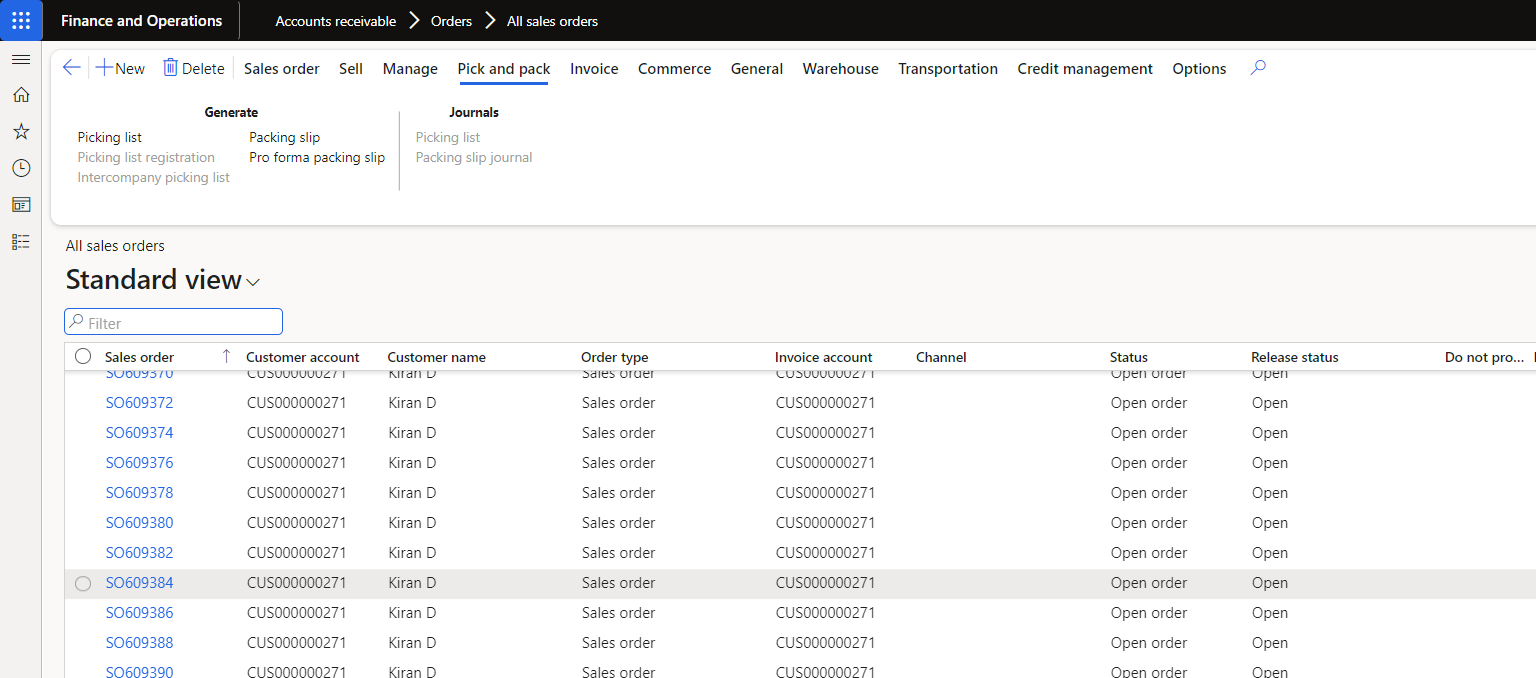 Finance and Operations Accounts receivable Orders All sales orders
New Delete Sales order Sell Manage Pick and pack Invoice Commerce General Warehouse Transportation Credit management Options
Generate
Picking list
Picking list registration
Intercompany picking list
Packing slip
Pro forma packing slip
Journals
Picking list
Packing slip journal
All sales orders
Standard view
Filter
Sales order Customer account Customer name Order type Invoice account Channel Status Release status Do not pro...
SO609370 CUS000000271 Kiran D Sales order CUS000000271 Open order Open
SO609372 CUS000000271 Kiran D Sales order CUS000000271 Open order Open
SO609374 CUS000000271 Kiran D Sales order CUS000000271 Open order Open
SO609376 CUS000000271 Kiran D Sales order CUS000000271 Open order Open
SO609378 CUS000000271 Kiran D Sales order CUS000000271 Open order Open
SO609380 CUS000000271 Kiran D Sales order CUS000000271 Open order Open
SO609382 CUS000000271 Kiran D Sales order CUS000000271 Open order Open
SO609384 CUS000000271 Kiran D Sales order CUS000000271 Open order Open
SO609386 CUS000000271 Kiran D Sales order CUS000000271 Open order Open
SO609388 CUS000000271 Kiran D Sales order CUS000000271 Open order Open
SO609390 CUS000000271 Kiran D Sales order CUS000000271 Open order Open